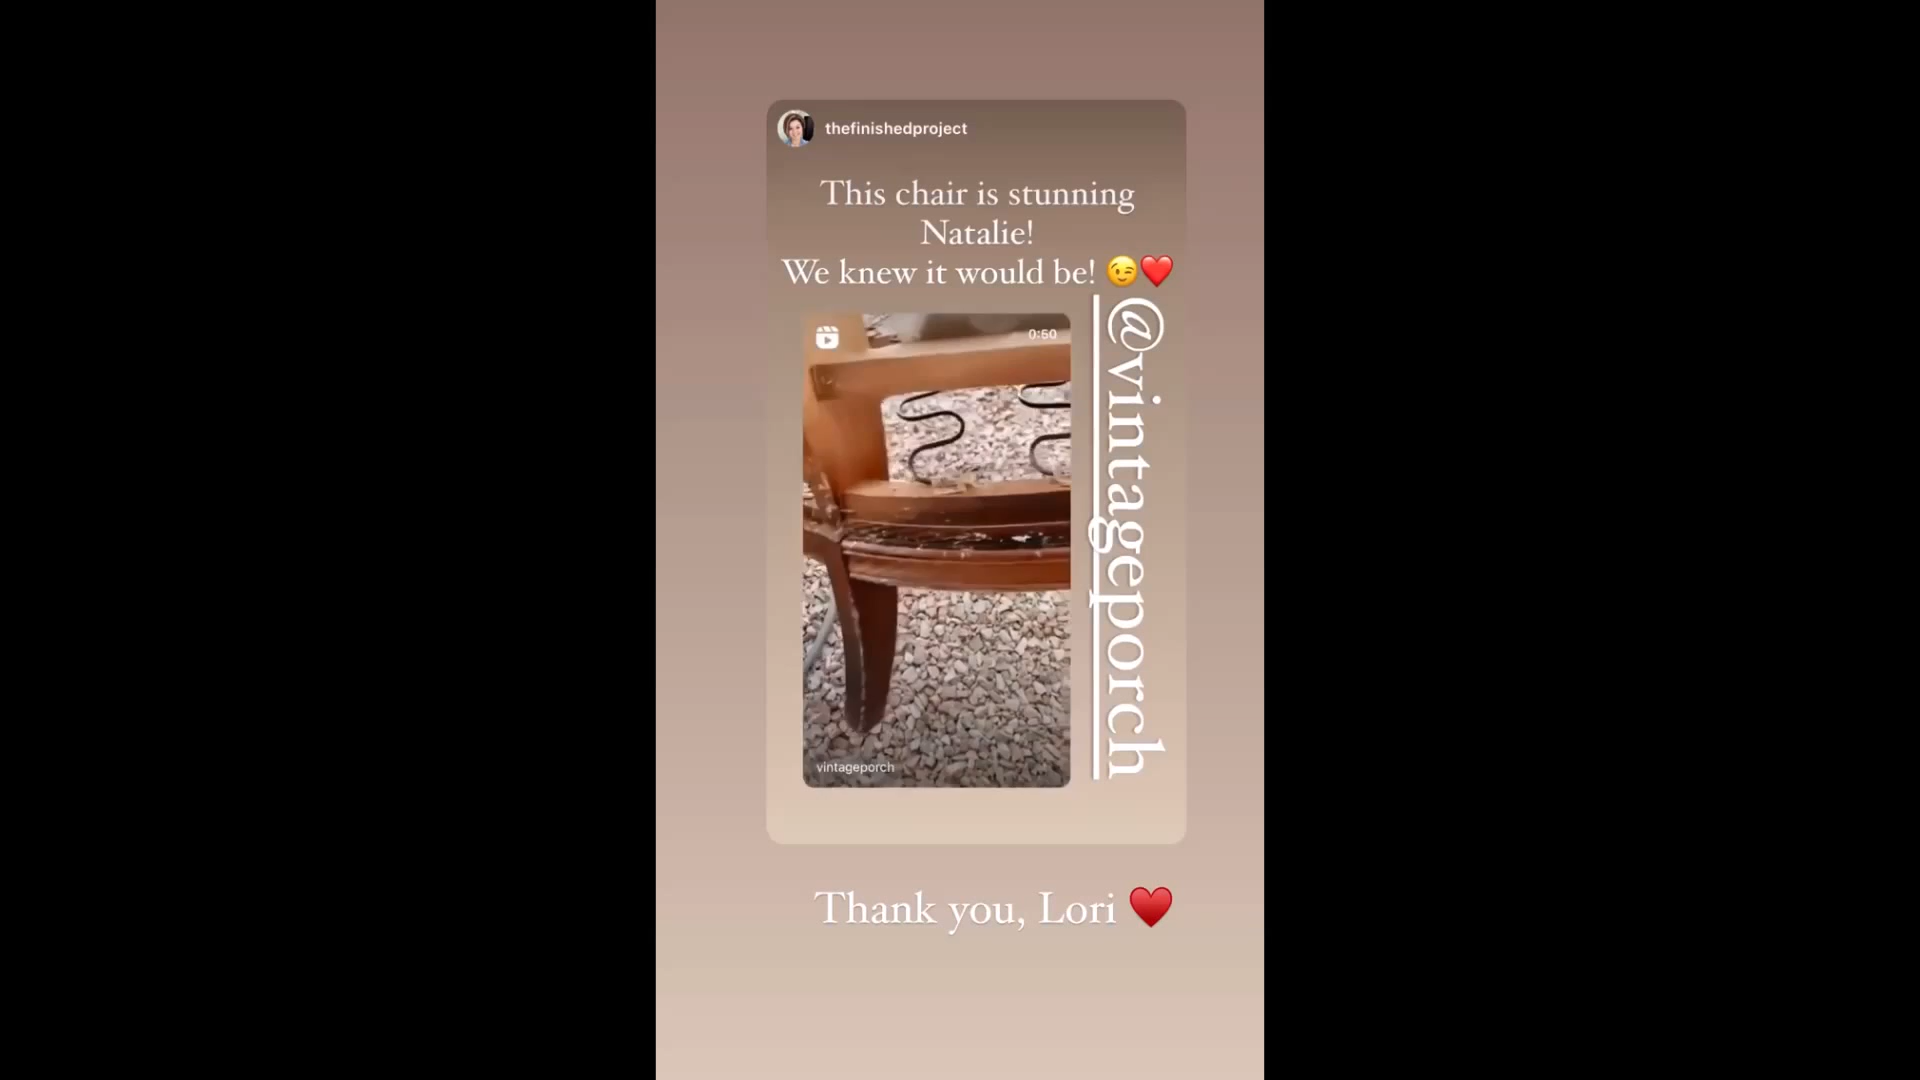 thefinishedproject
This chair is stunning
Natalie!
We knew it would be! 😉❤️
0:50
@vintageporch
vintageporch
Thank you, Lori ♥️